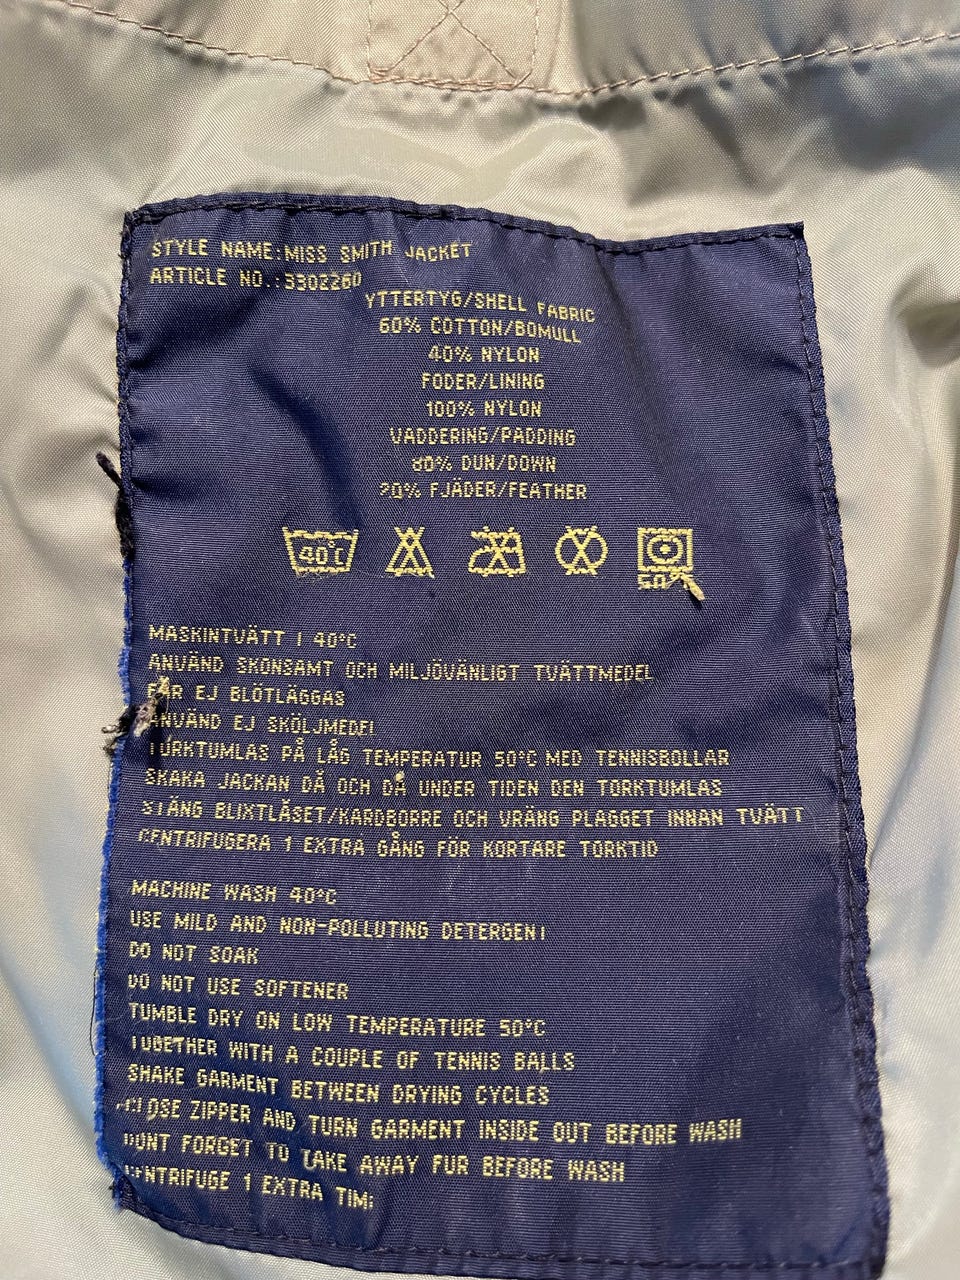 STYLE NAME:MISS SMITH JACKET
ARTICLE NO.:3302260
YTTERTYG/SHELL FABRIC
60% COTTON/BOMULL
40% NYLON
FODER/LINING
100% NYLON
VADDERING/PADDING
80% DUN/DOWN
20% FJÄDER/FEATHER
40°C
50°
MASKINTVÄTT I 40°C
ANVÄND SKONSAMT OCH MILJÖVÄNLIGT TVÄTTMEDEL
FÅR EJ BLÖTLÄGGAS
ANVÄND EJ SKÖLJMEDEL
TORKTUMLAS PÅ LÅG TEMPERATUR 50°C MED TENNISBOLLAR
SKAKA JACKAN DÅ OCH DÅ UNDER TIDEN DEN TORKTUMLAS
STÄNG BLIXTLÅSET/KARDBORRE OCH VRÄNG PLAGGET INNAN TVÄTT
CENTRIFUGERA 1 EXTRA GÅNG FÖR KORTARE TORKTID
MACHINE WASH 40°C
USE MILD AND NON-POLLUTING DETERGENT
DO NOT SOAK
DO NOT USE SOFTENER
TUMBLE DRY ON LOW TEMPERATURE 50°C
TOGETHER WITH A COUPLE OF TENNIS BALLS
SHAKE GARMENT BETWEEN DRYING CYCLES
CLOSE ZIPPER AND TURN GARMENT INSIDE OUT BEFORE WASH
DONT FORGET TO TAKE AWAY FUR BEFORE WASH
CENTRIFUGE 1 EXTRA TIME